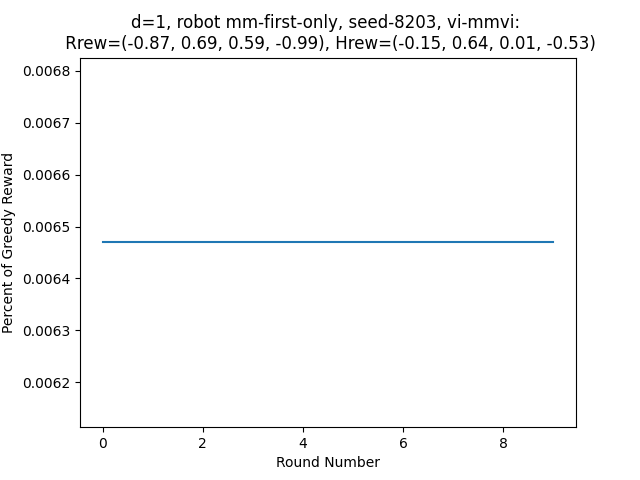 d=1, robot mm-first-only, seed-8203, vi-mmvi:
Rrew=(-0.87, 0.69, 0.59, -0.99), Hrew=(-0.15, 0.64, 0.01, -0.53)
0.0068
0.0067
0.0066
0.0065
0.0064
0.0063
0.0062
Percent of Greedy Reward
0 2 4 6 8
Round Number